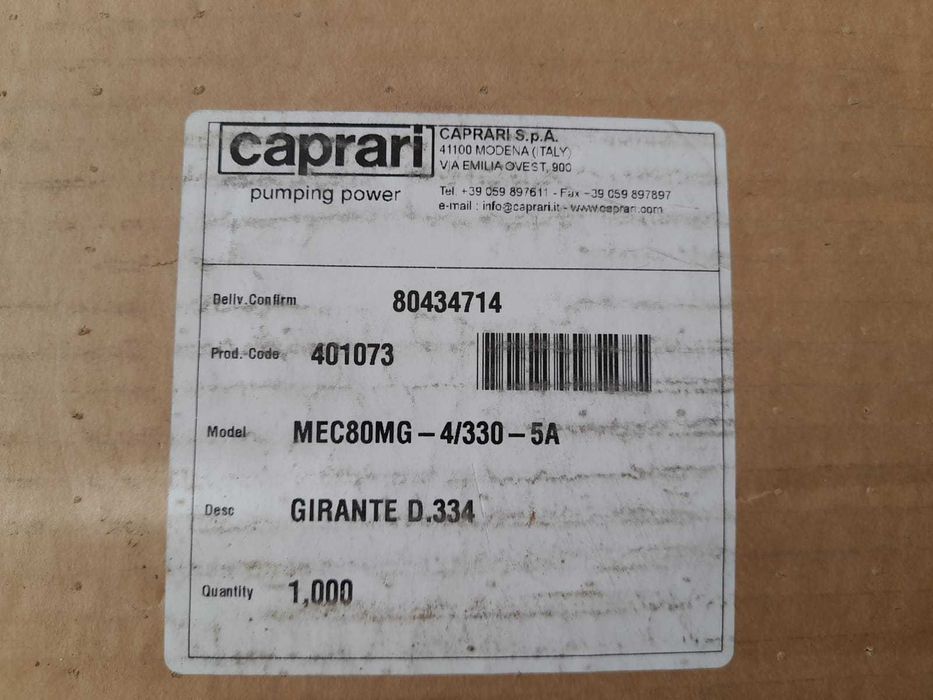 caprari
pumping power
CAPRARI S.p.A.
41100 MODENA (ITALY)
VIA EMILIA OVEST, 900
Tel. +39 059 897611 - Fax +39 059 897897
e-mail : info@caprari.it - www.caprari.com
Deliv.Confirm 80434714
Prod.-Code 401073
Model MEC80MG – 4/330 – 5A
Desc GIRANTE D.334
Quantity 1,000